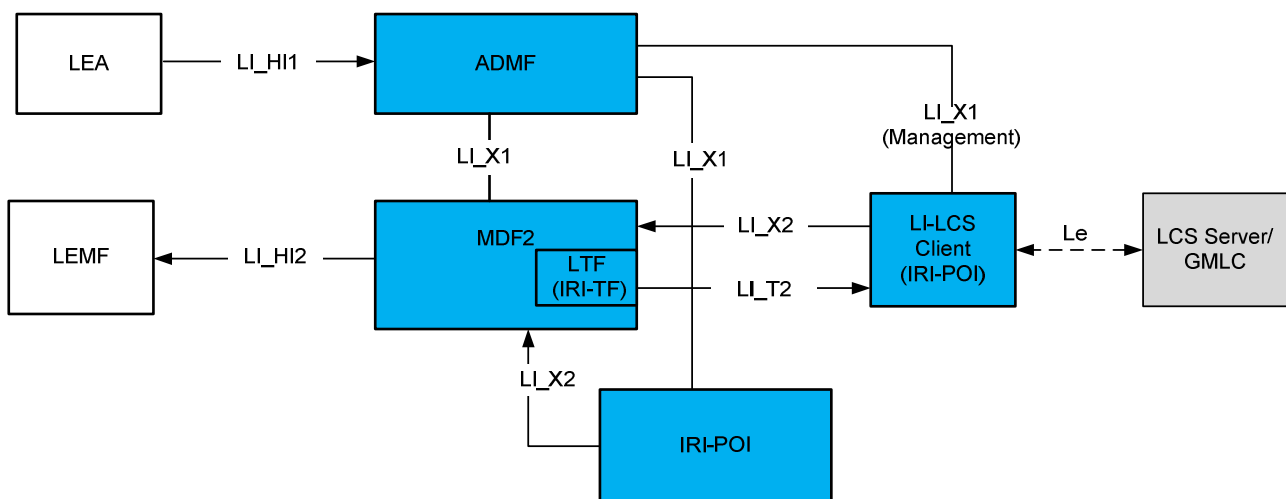 LEA
LI_HI1
ADMF
LI_X1
(Management)
LI_X1
LI_X1
LEMF
LI_HI2
MDF2
LTF
(IRI-TF)
LI_X2
LI_T2
LI-LCS
Client
(IRI-POI)
Le
LCS Server/
GMLC
LI_X2
IRI-POI